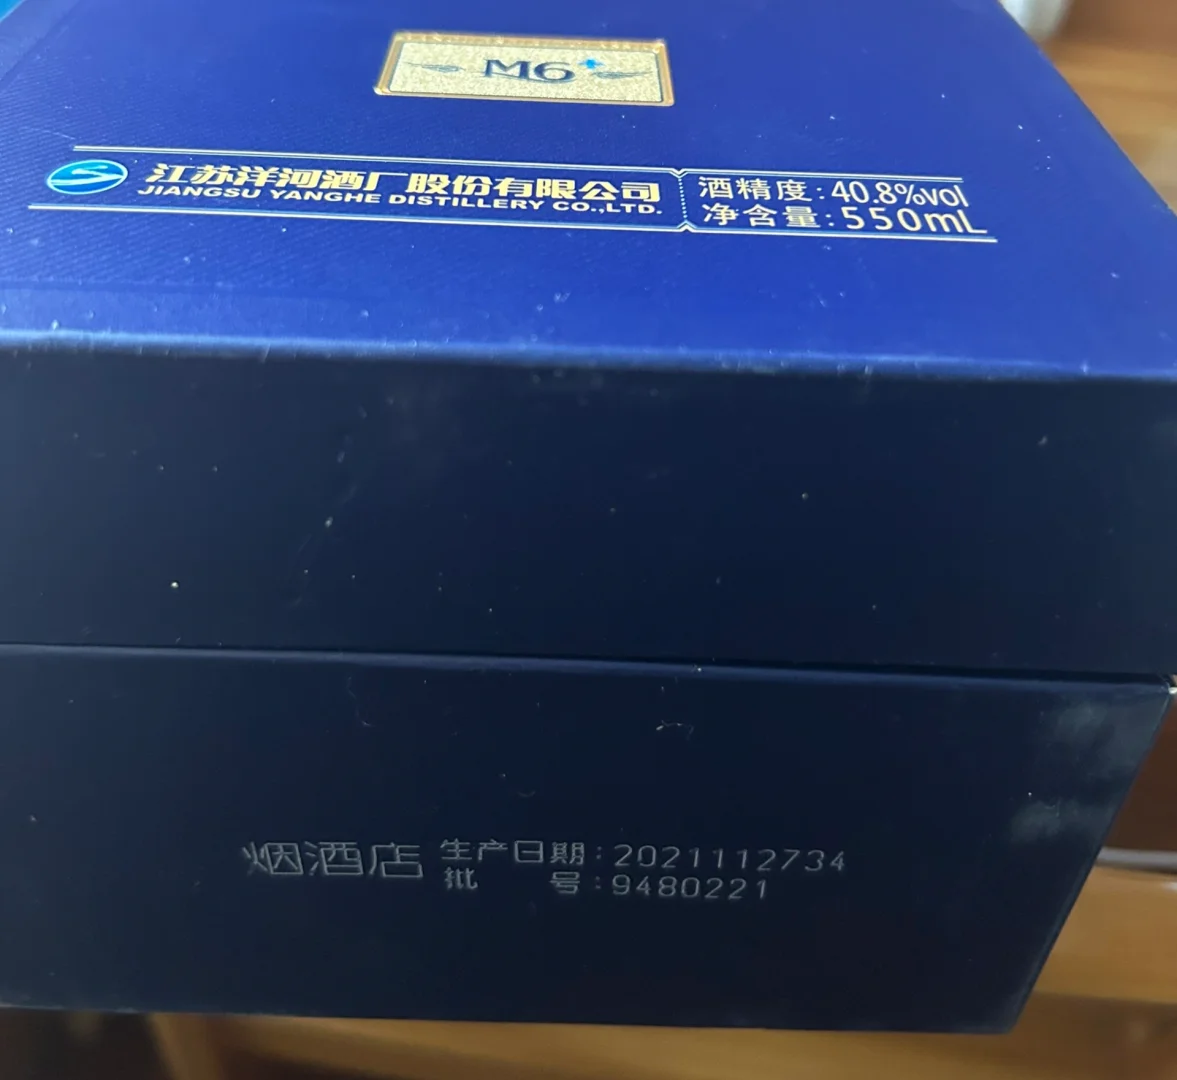 M6+
江苏洋河酒厂股份有限公司
JIANGSU YANGHE DISTILLERY CO.,LTD.
酒精度:40.8%vol
净含量:550mL
烟酒店
生产日期:2021112734
批 号:9480221